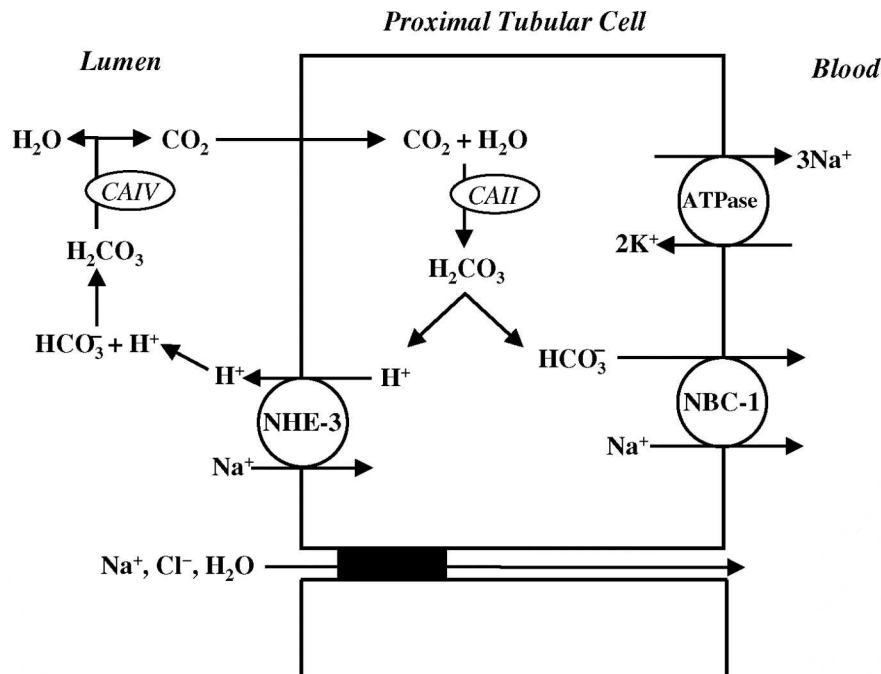 Proximal Tubular Cell
Lumen
Blood
H₂O
CO₂
CO₂ + H₂O
3Na⁺
CAIV
CAII
ATPase
2K⁺
H₂CO₃
H₂CO₃
HCO₃⁻ + H⁺
HCO₃⁻
H⁺
H⁺
NHE-3
NBC-1
Na⁺
Na⁺
Na⁺, Cl⁻, H₂O